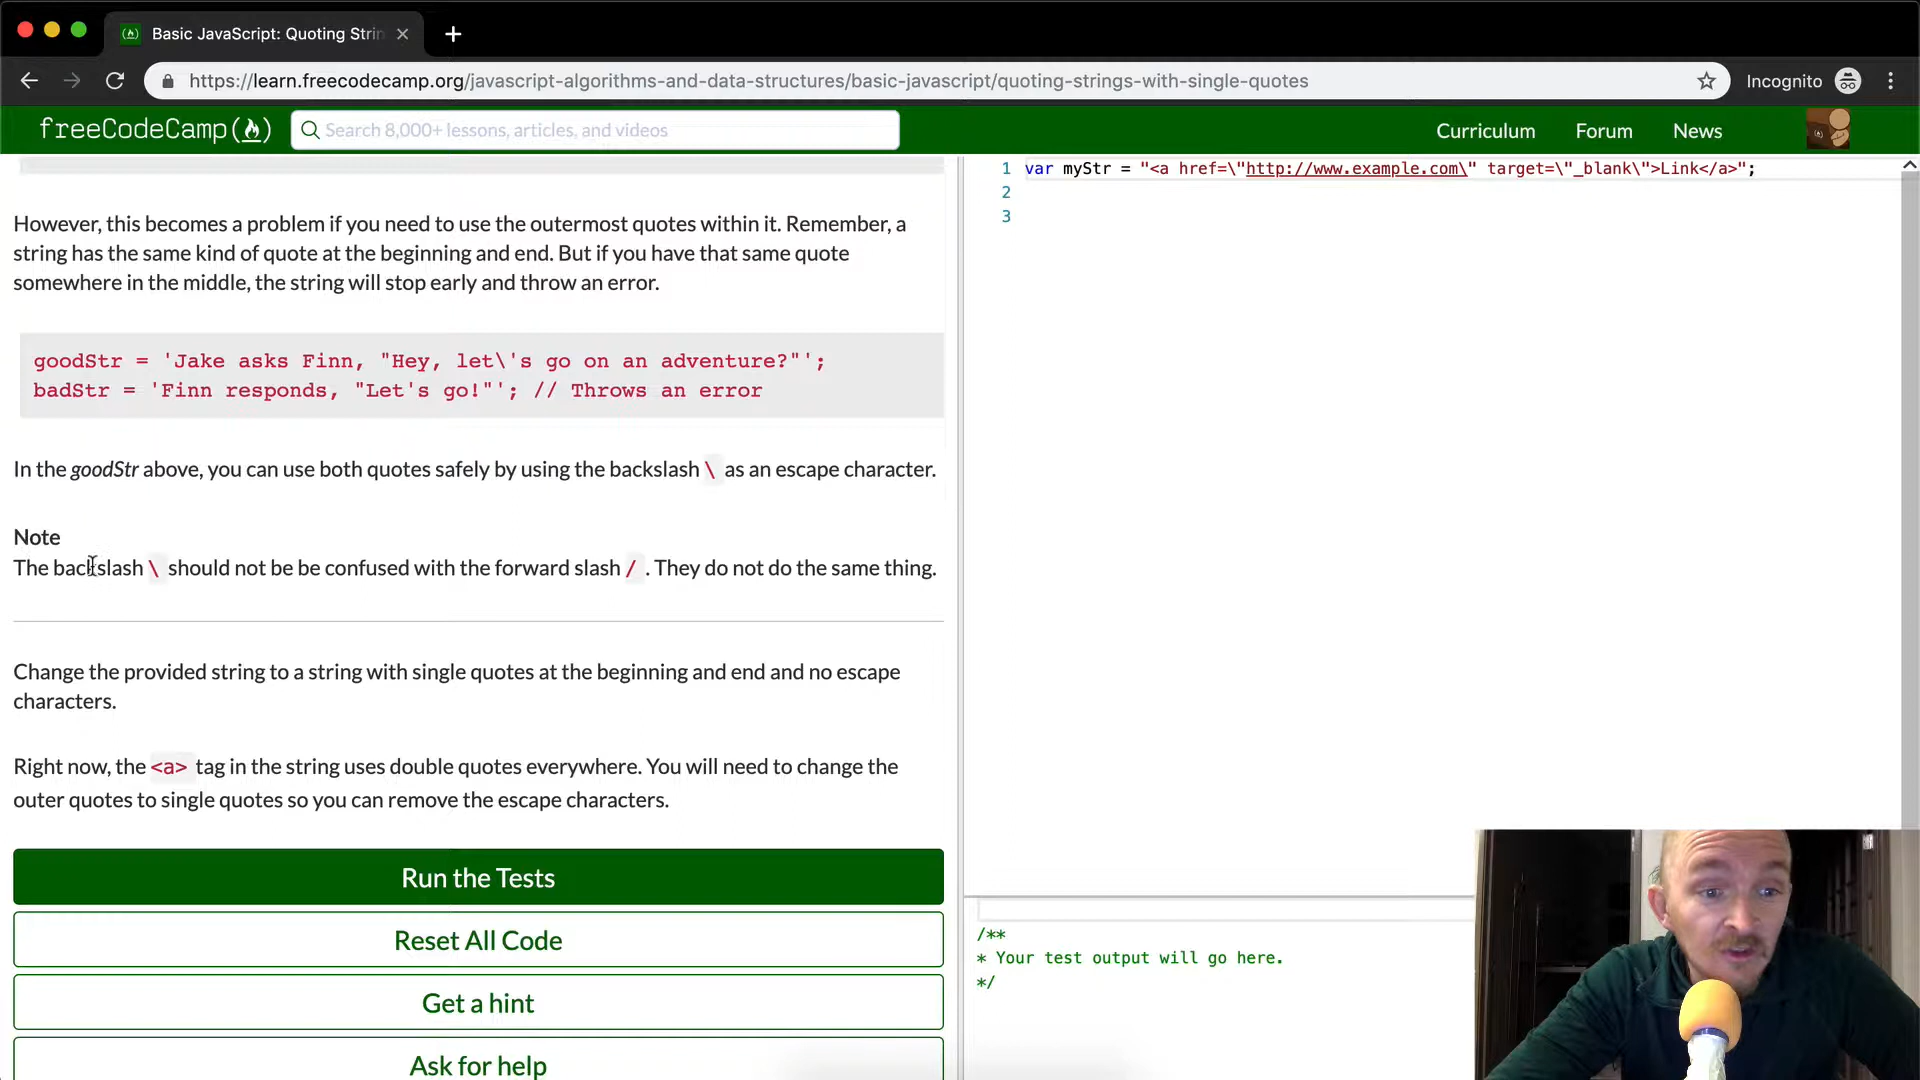 Basic JavaScript: Quoting Strin
https://learn.freecodecamp.org/javascript-algorithms-and-data-structures/basic-javascript/quoting-strings-with-single-quotes
Incognito
freeCodeCamp
Search 8,000+ lessons, articles, and videos
Curriculum Forum News
However, this becomes a problem if you need to use the outermost quotes within it. Remember, a
string has the same kind of quote at the beginning and end. But if you have that same quote
somewhere in the middle, the string will stop early and throw an error.
goodStr = 'Jake asks Finn, "Hey, let\'s go on an adventure?"';
badStr = 'Finn responds, "Let's go!"'; // Throws an error
In the goodStr above, you can use both quotes safely by using the backslash \ as an escape character.
Note
The backslash \ should not be be confused with the forward slash / . They do not do the same thing.
Change the provided string to a string with single quotes at the beginning and end and no escape
characters.
Right now, the <a> tag in the string uses double quotes everywhere. You will need to change the
outer quotes to single quotes so you can remove the escape characters.
Run the Tests
Reset All Code
Get a hint
Ask for help
1 var myStr = "<a href=\"http://www.example.com\" target=\"_blank\">Link</a>";
2
3
/**
* Your test output will go here.
*/